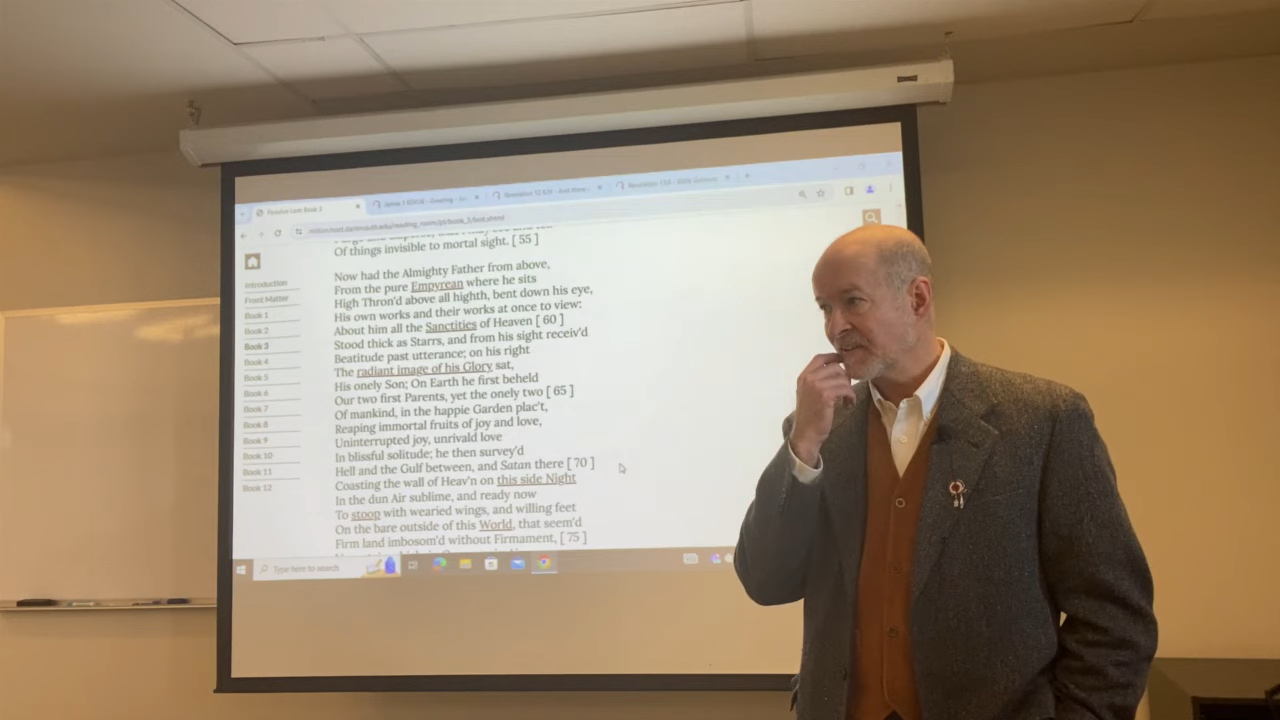 Paradise Lost: Book 3
milton.host.dartmouth.edu/reading_room/pl/book_3/text.shtml
Of things invisible to mortal sight. [ 55 ]
Introduction
Front Matter
Book 1
Book 2
Book 3
Book 4
Book 5
Book 6
Book 7
Book 8
Book 9
Book 10
Book 11
Book 12
Now had the Almighty Father from above,
From the pure Empyrean where he sits
High Thron'd above all highth, bent down his eye,
His own works and their works at once to view:
About him all the Sanctities of Heaven [ 60 ]
Stood thick as Starrs, and from his sight receiv'd
Beatitude past utterance; on his right
The radiant image of his Glory sat,
His onely Son; On Earth he first beheld
Our two first Parents, yet the onely two [ 65 ]
Of mankind, in the happie Garden plac't,
Reaping immortal fruits of joy and love,
Uninterrupted joy, unrivald love
In blissful solitude; he then survey'd
Hell and the Gulf between, and Satan there [ 70 ]
Coasting the wall of Heav'n on this side Night
In the dun Air sublime, and ready now
To stoop with wearied wings, and willing feet
On the bare outside of this World, that seem'd
Firm land imbosom'd without Firmament, [ 75 ]
Type here to search